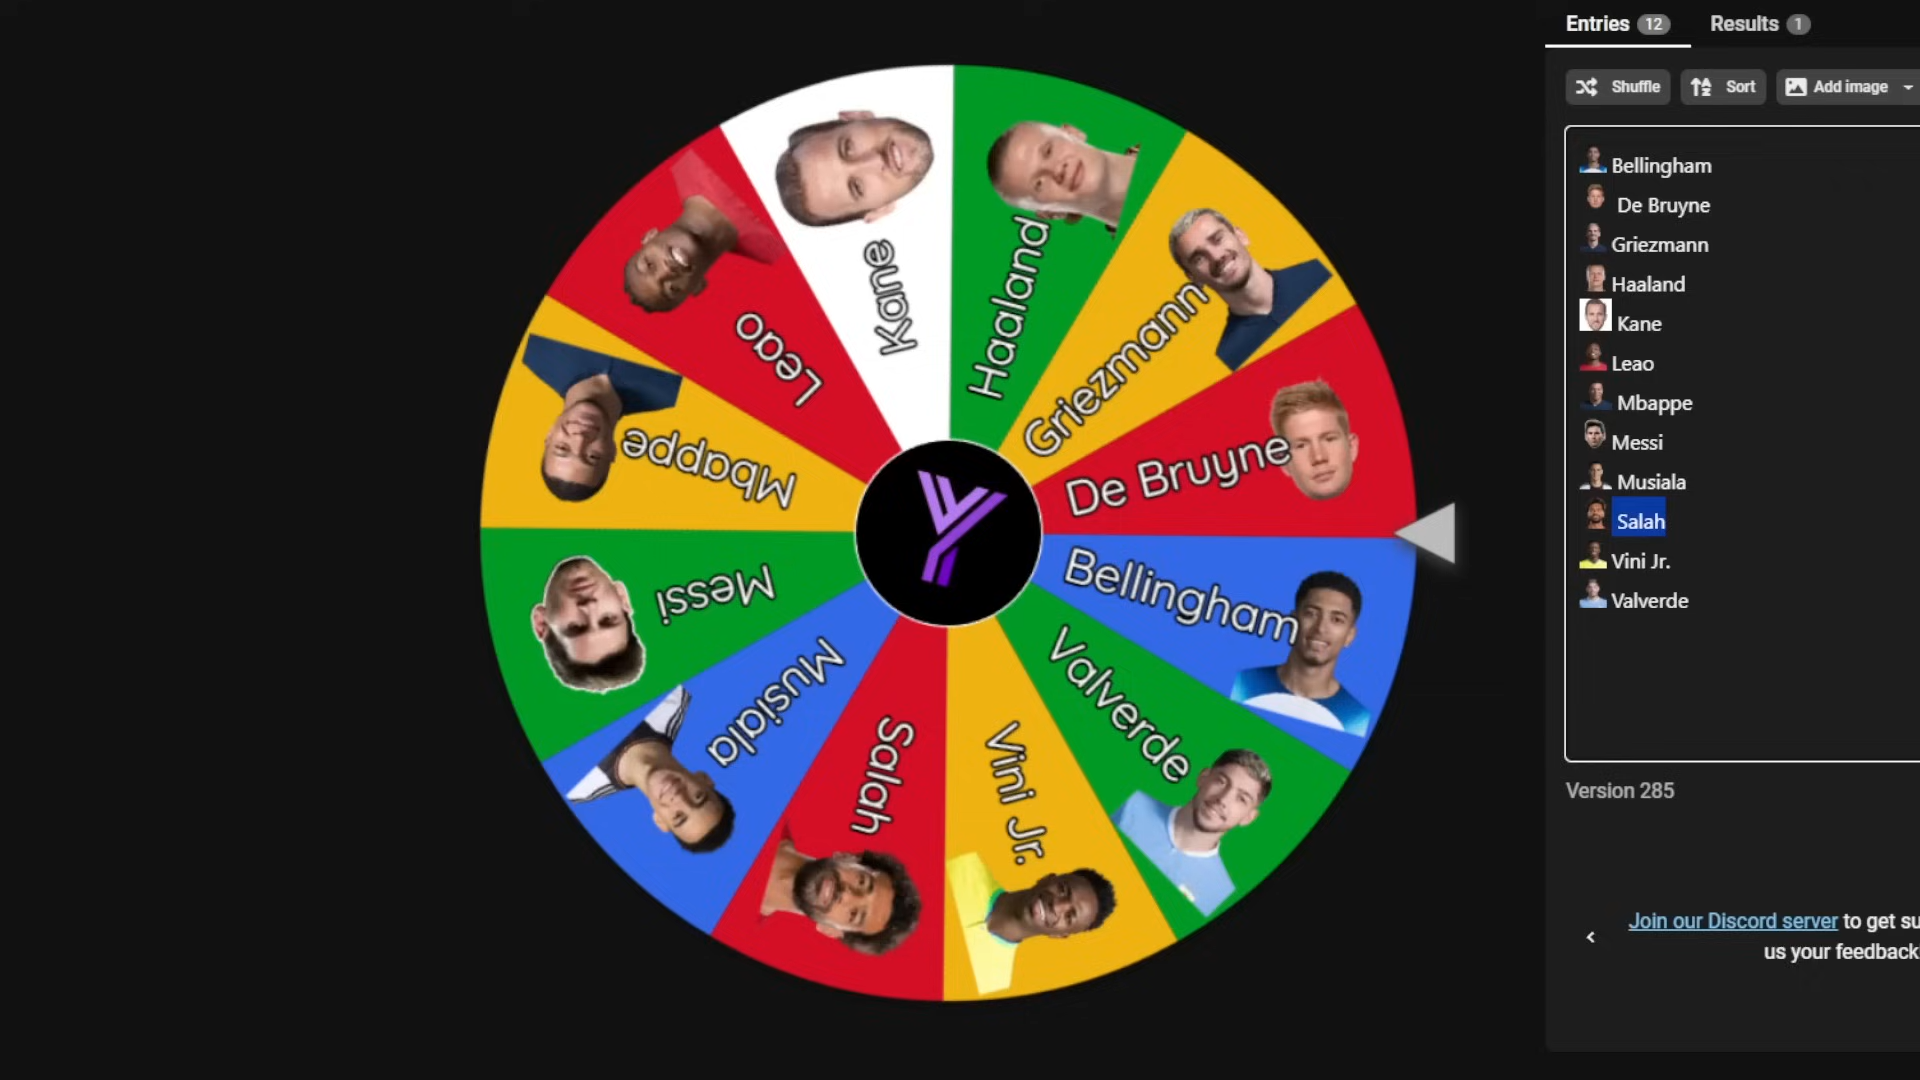 Entries 12 Results 1
Shuffle Sort Add image
Bellingham
De Bruyne
Griezmann
Haaland
Kane
Leao
Mbappe
Messi
Musiala
Salah
Vini Jr.
Valverde
Version 285
Join our Discord server to get su
us your feedback
Kane
Haaland
Griezmann
De Bruyne
Bellingham
Valverde
Vini Jr.
Salah
Musiala
Messi
Mbappe
Leao